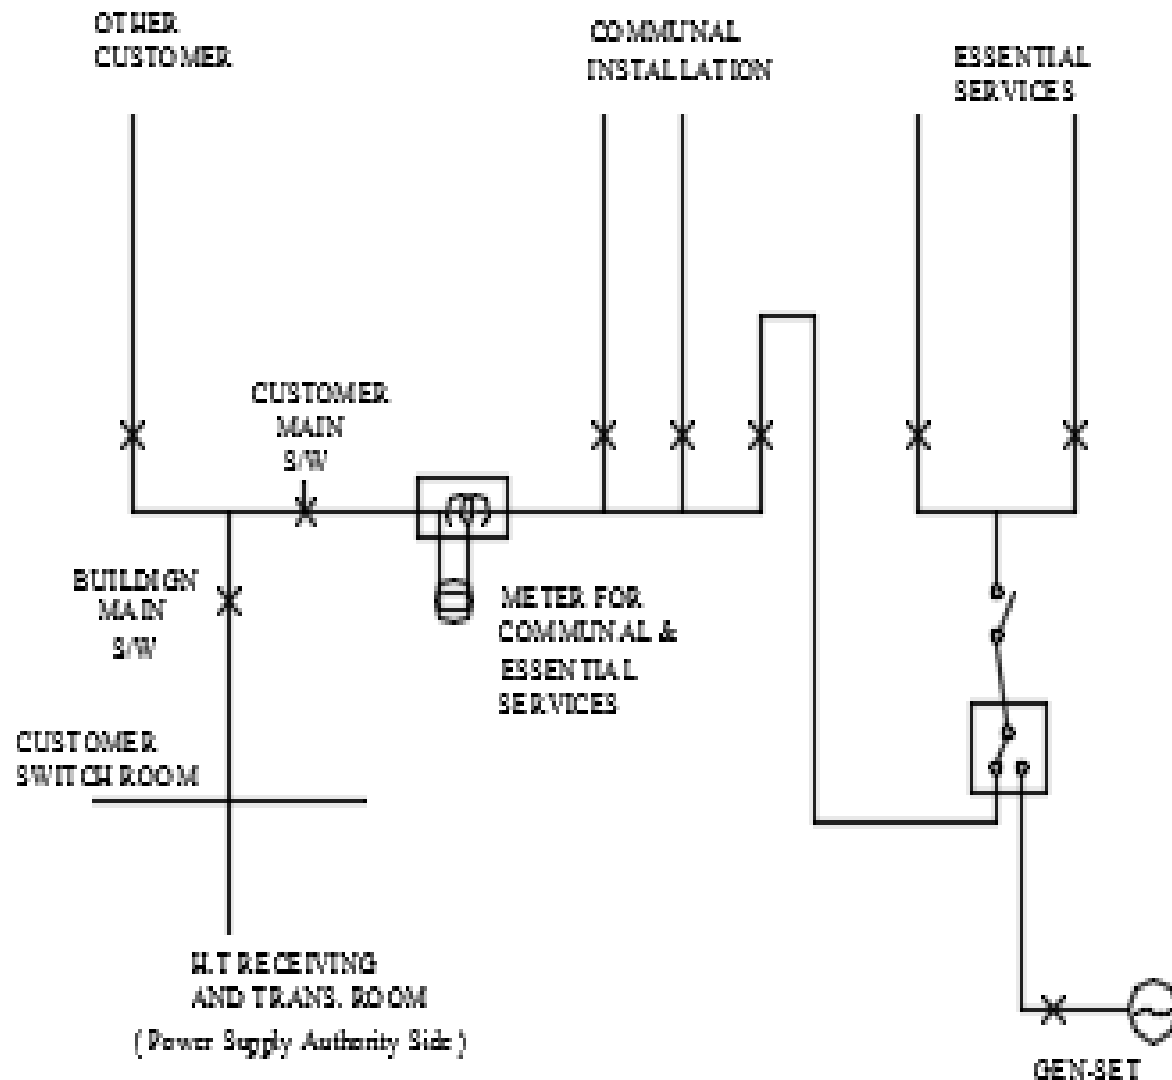 OTHER
CUSTOMER
COMMUNAL
INSTALLATION
ESSENTIAL
SERVICES
CUSTOMER
MAIN
S/W
BUILDIGN
MAIN
S/W
METER FOR
COMMUNAL &
ESSENTIAL
SERVICES
CUSTOMER
SWITCH ROOM
H.T RECEIVING
AND TRANS. ROOM
( Power Supply Authority Side )
GEN-SET